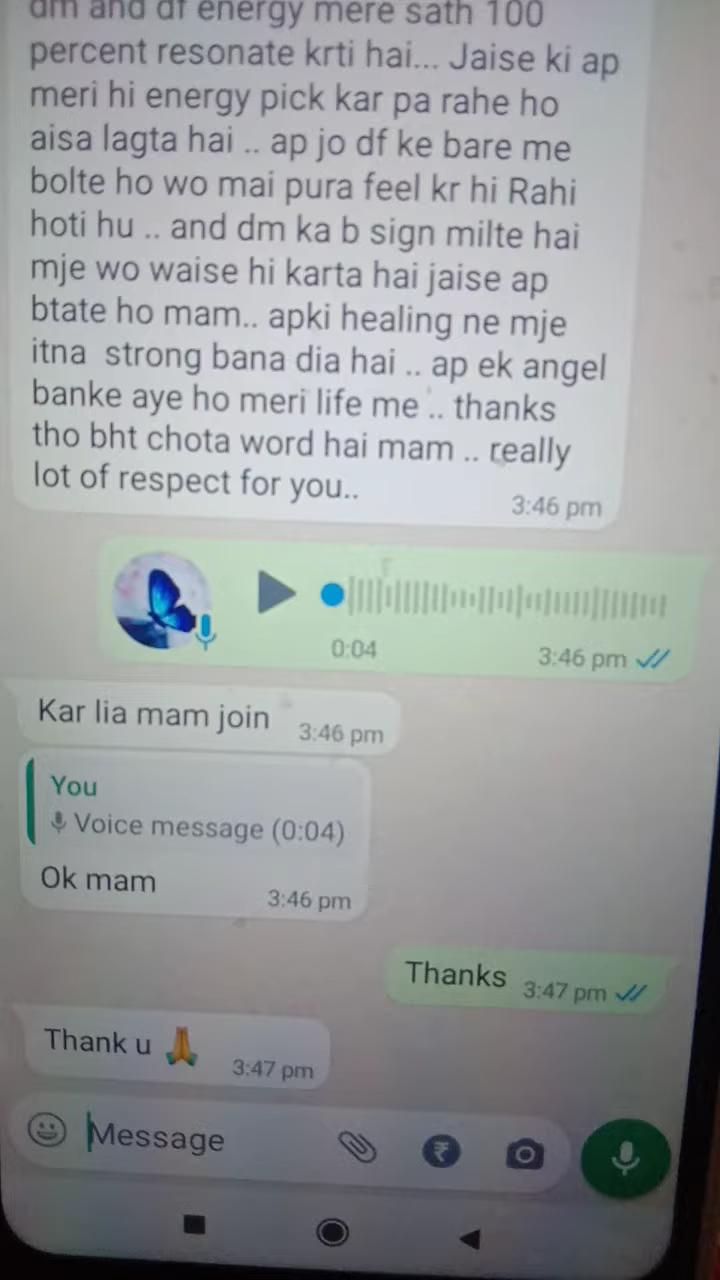 dm and df energy mere sath 100
percent resonate krti hai... Jaise ki ap
meri hi energy pick kar pa rahe ho
aisa lagta hai .. ap jo df ke bare me
bolte ho wo mai pura feel kr hi Rahi
hoti hu .. and dm ka b sign milte hai
mje wo waise hi karta hai jaise ap
btate ho mam.. apki healing ne mje
itna strong bana dia hai .. ap ek angel
banke aye ho meri life me .. thanks
tho bht chota word hai mam .. really
lot of respect for you..
3:46 pm
0:04
3:46 pm
Kar lia mam join
3:46 pm
You
Voice message (0:04)
Ok mam
3:46 pm
Thanks
3:47 pm
Thank u 🙏
3:47 pm
Message